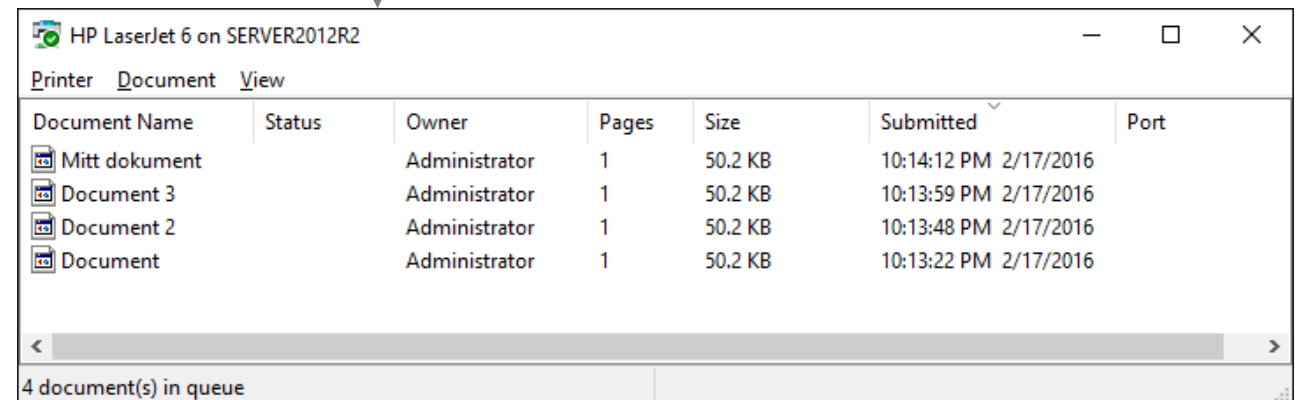 HP LaserJet 6 on SERVER2012R2
Printer Document View
Document Name Status Owner Pages Size Submitted Port
Mitt dokument Administrator 1 50.2 KB 10:14:12 PM 2/17/2016
Document 3 Administrator 1 50.2 KB 10:13:59 PM 2/17/2016
Document 2 Administrator 1 50.2 KB 10:13:48 PM 2/17/2016
Document Administrator 1 50.2 KB 10:13:22 PM 2/17/2016
4 document(s) in queue